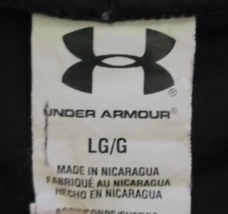 UNDER ARMOUR®
LG/G
MADE IN NICARAGUA
FABRIQUÉ AU NICARAGUA
HECHO EN NICARAGUA